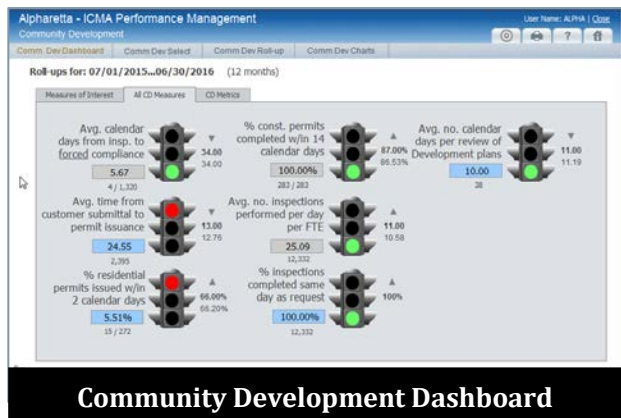 Alpharetta - ICMA Performance Management
User Name: ALPHA | Close
Community Development
?
Comm. Dev Dashboard
Comm Dev Select
Comm Dev Roll-up
Comm Dev Charts
Roll-ups for: 07/01/2015...06/30/2016 (12 months)
Measures of Interest
All CD Measures
CD Metrics
Avg. calendar
days from insp. to
forced compliance
5.67
4 / 1,320
34.00
34.00
% const. permits
completed w/in 14
calendar days
100.00%
283 / 283
87.00%
86.53%
Avg. no. calendar
days per review of
Development plans
10.00
38
11.00
11.19
Avg. time from
customer submittal to
permit issuance
24.55
2,395
13.00
12.76
Avg. no. inspections
performed per day
per FTE
25.09
12,332
11.00
10.58
% residential
permits issued w/in
2 calendar days
5.51%
15 / 272
66.00%
66.20%
% inspections
completed same
day as request
100.00%
12,332
100%
Community Development Dashboard